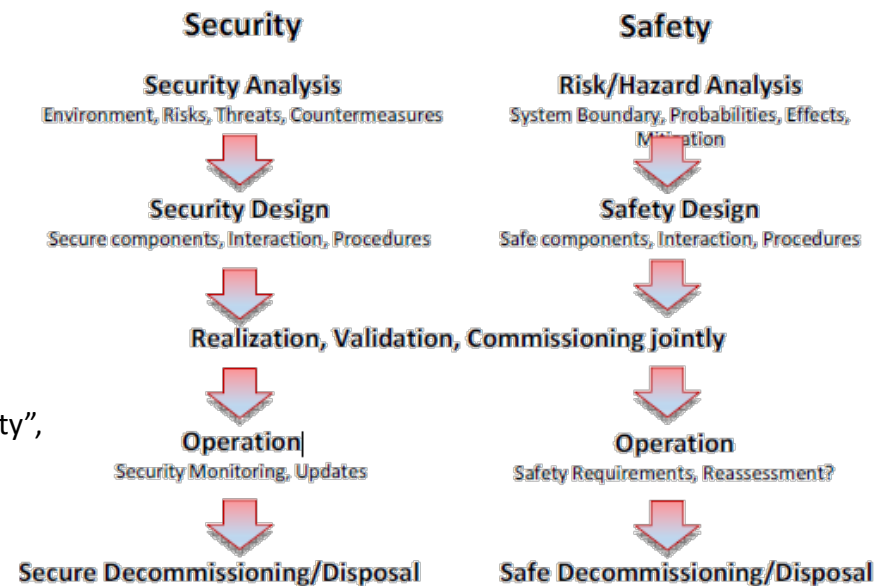 Security
Safety
Security Analysis
Environment, Risks, Threats, Countermeasures
Risk/Hazard Analysis
System Boundary, Probabilities, Effects,
Mitigation
Security Design
Secure components, Interaction, Procedures
Safety Design
Safe components, Interaction, Procedures
Realization, Validation, Commissioning jointly
ty”,
Operation
Security Monitoring, Updates
Operation
Safety Requirements, Reassessment?
Secure Decommissioning/Disposal
Safe Decommissioning/Disposal